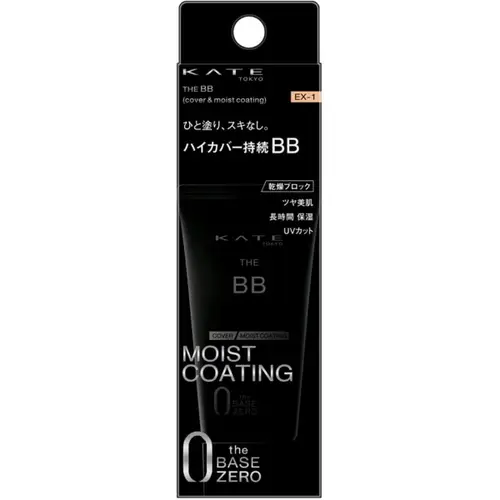 KATE
TOKYO
THE BB
(cover & moist coating)
EX-1
ひと塗り、スキなし。
ハイカバー持続BB
乾燥ブロック
ツヤ美肌
長時間 保湿
UVカット
KATE
TOKYO
THE
BB
COVER/MOIST COATING
MOIST
COATING
the
BASE
ZERO
0 the
BASE
ZERO